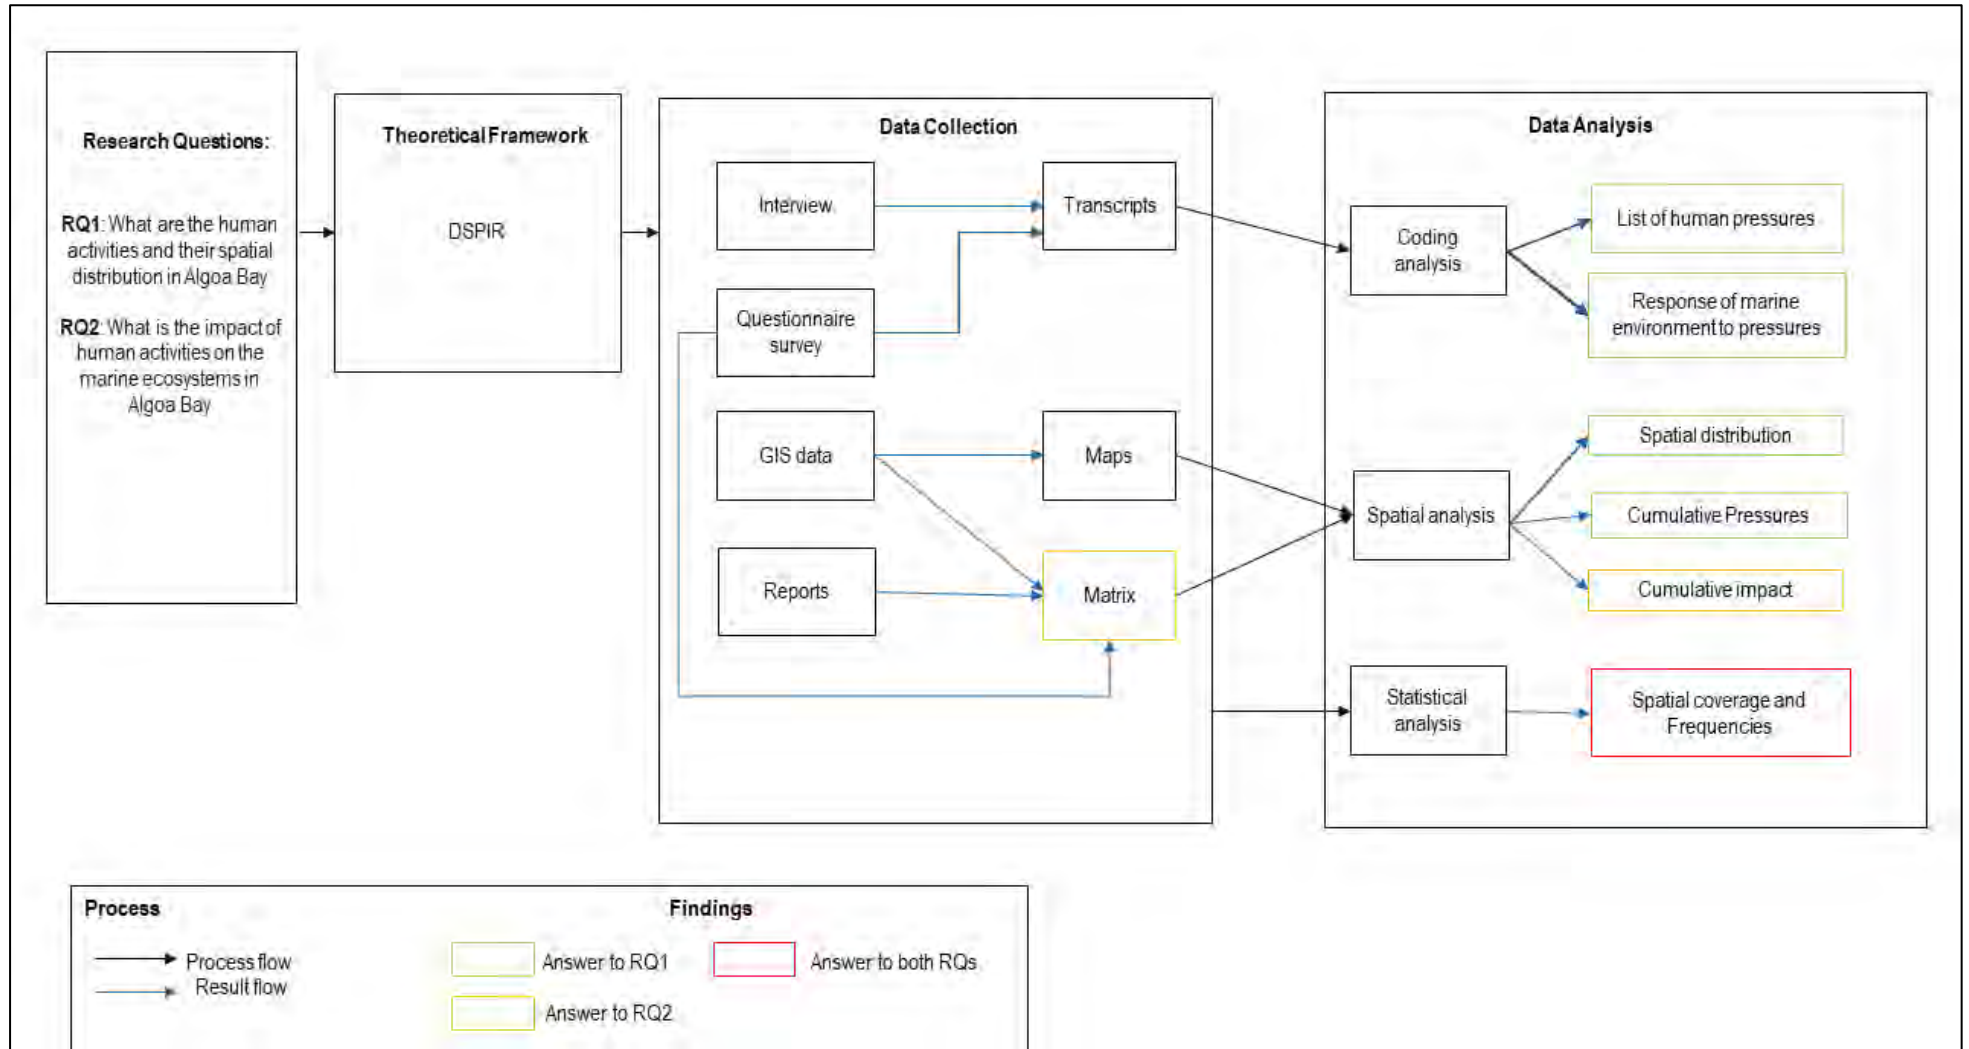 Research Questions:
RQ1: What are the human
activities and their spatial
distribution in Algoa Bay
RQ2: What is the impact of
human activities on the
marine ecosystems in
Algoa Bay
Theoretical Framework
DSPIR
Data Collection
Interview
Transcripts
Questionnaire
survey
GIS data
Maps
Reports
Matrix
Data Analysis
Coding
analysis
List of human pressures
Response of marine
environment to pressures
Spatial analysis
Spatial distribution
Cumulative Pressures
Cumulative impact
Statistical
analysis
Spatial coverage and
Frequencies
Process
Process flow
Result flow
Findings
Answer to RQ1
Answer to both RQs
Answer to RQ2